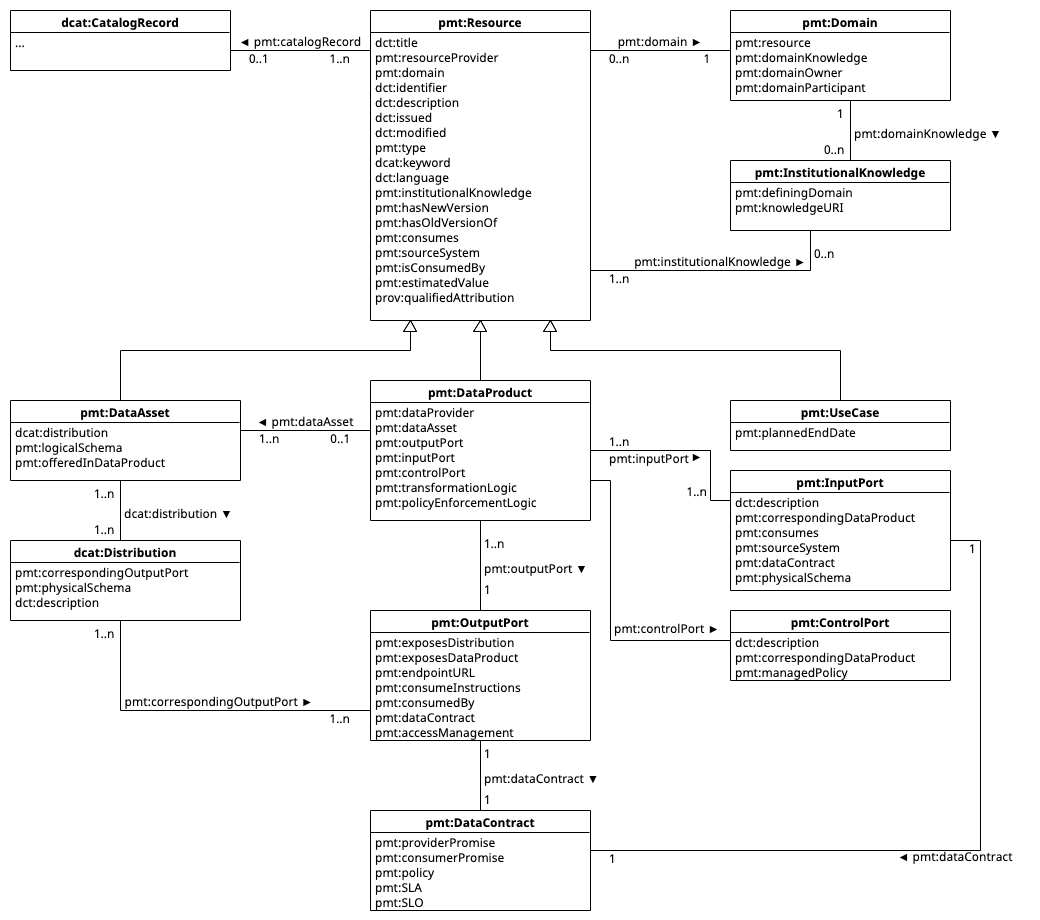 dcat:CatalogRecord
...
◄ pmt:catalogRecord
0..1
1..n
pmt:Resource
dct:title
pmt:resourceProvider
pmt:domain
dct:identifier
dct:description
dct:issued
dct:modified
pmt:type
dcat:keyword
dct:language
pmt:institutionalKnowledge
pmt:hasNewVersion
pmt:hasOldVersionOf
pmt:consumes
pmt:sourceSystem
pmt:isConsumedBy
pmt:estimatedValue
prov:qualifiedAttribution
pmt:domain ►
0..n
1
pmt:Domain
pmt:resource
pmt:domainKnowledge
pmt:domainOwner
pmt:domainParticipant
1
pmt:domainKnowledge ▼
0..n
pmt:InstitutionalKnowledge
pmt:definingDomain
pmt:knowledgeURI
0..n
pmt:institutionalKnowledge ►
1..n
pmt:DataAsset
dcat:distribution
pmt:logicalSchema
pmt:offeredInDataProduct
◄ pmt:dataAsset
1..n
0..1
pmt:DataProduct
pmt:dataProvider
pmt:dataAsset
pmt:outputPort
pmt:inputPort
pmt:controlPort
pmt:transformationLogic
pmt:policyEnforcementLogic
pmt:UseCase
pmt:plannedEndDate
1..n
pmt:inputPort ►
1..n
pmt:InputPort
dct:description
pmt:correspondingDataProduct
pmt:consumes
pmt:sourceSystem
pmt:dataContract
pmt:physicalSchema
1
1..n
dcat:distribution ▼
1..n
dcat:Distribution
pmt:correspondingOutputPort
pmt:physicalSchema
dct:description
1..n
pmt:outputPort ▼
1
pmt:OutputPort
pmt:exposesDistribution
pmt:exposesDataProduct
pmt:endpointURL
pmt:consumeInstructions
pmt:consumedBy
pmt:dataContract
pmt:accessManagement
pmt:controlPort ►
pmt:ControlPort
dct:description
pmt:correspondingDataProduct
pmt:managedPolicy
1..n
pmt:correspondingOutputPort ►
1..n
1
pmt:dataContract ▼
1
pmt:DataContract
pmt:providerPromise
pmt:consumerPromise
pmt:policy
pmt:SLA
pmt:SLO
1
◄ pmt:dataContract